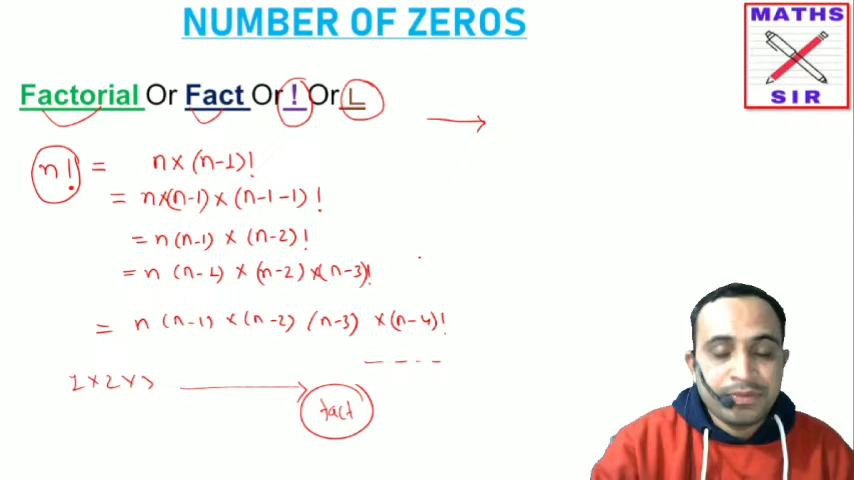 NUMBER OF ZEROS
MATHS
SIR
Factorial Or Fact Or ! Or L
n! = n×(n-1)!
= n×(n-1)×(n-1-1)!
= n(n-1)×(n-2)!
= n(n-1)×(n-2)×(n-3)!
= n(n-1)×(n-2)(n-3)×(n-4)!
1×2×3
fact